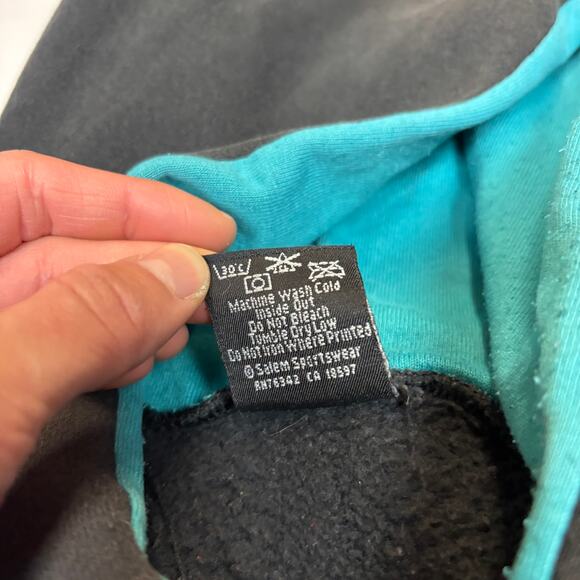 30°C
Machine Wash Cold
Inside Out
Do Not Bleach
Tumble Dry Low
Do Not Iron Where Printed
© Salem Sportswear
RN76342 CA 18597